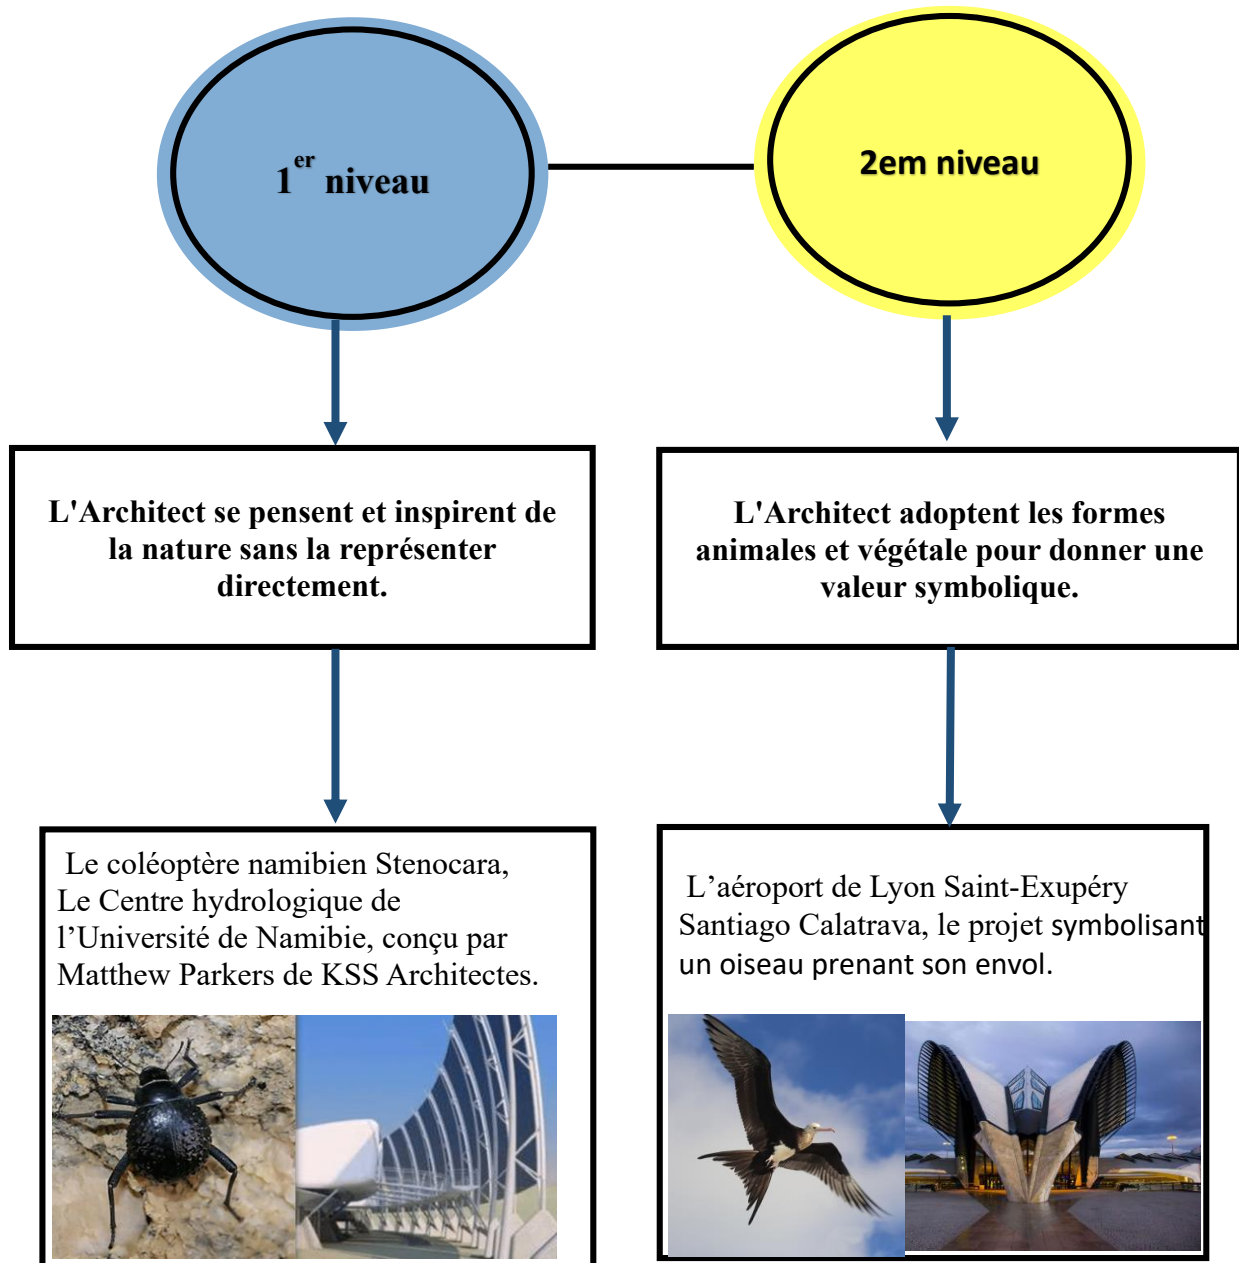 1er niveau
2em niveau
L'Architect se pensent et inspirent de
la nature sans la représenter
directement.
L'Architect adoptent les formes
animales et végétale pour donner une
valeur symbolique.
Le coléoptère namibien Stenocara,
Le Centre hydrologique de
l’Université de Namibie, conçu par
Matthew Parkers de KSS Architectes.
L’aéroport de Lyon Saint-Exupéry
Santiago Calatrava, le projet symbolisant
un oiseau prenant son envol.